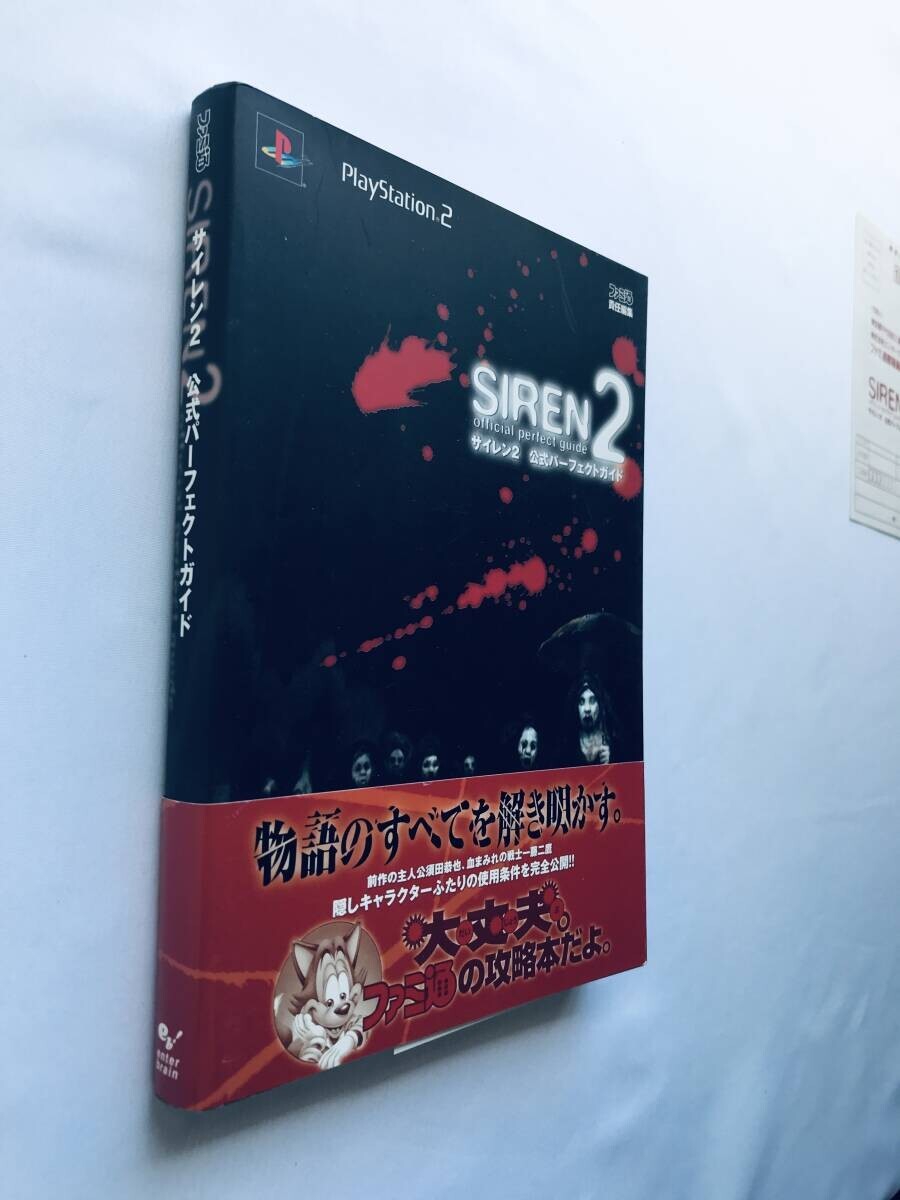 ファミ通
siren2
サイレン2 公式パーフェクトガイド
enter
brain
PlayStation®2
ファミ通
責任編集
SIREN2
official perfect guide
サイレン2 公式パーフェクトガイド
物語のすべてを解き明かす。
前作の主人公須田恭也、血まみれの戦士一藤二孤
隠しキャラクターふたりの使用条件を完全公開!!
大丈夫。
ファミ通の攻略本だよ。
SIREN